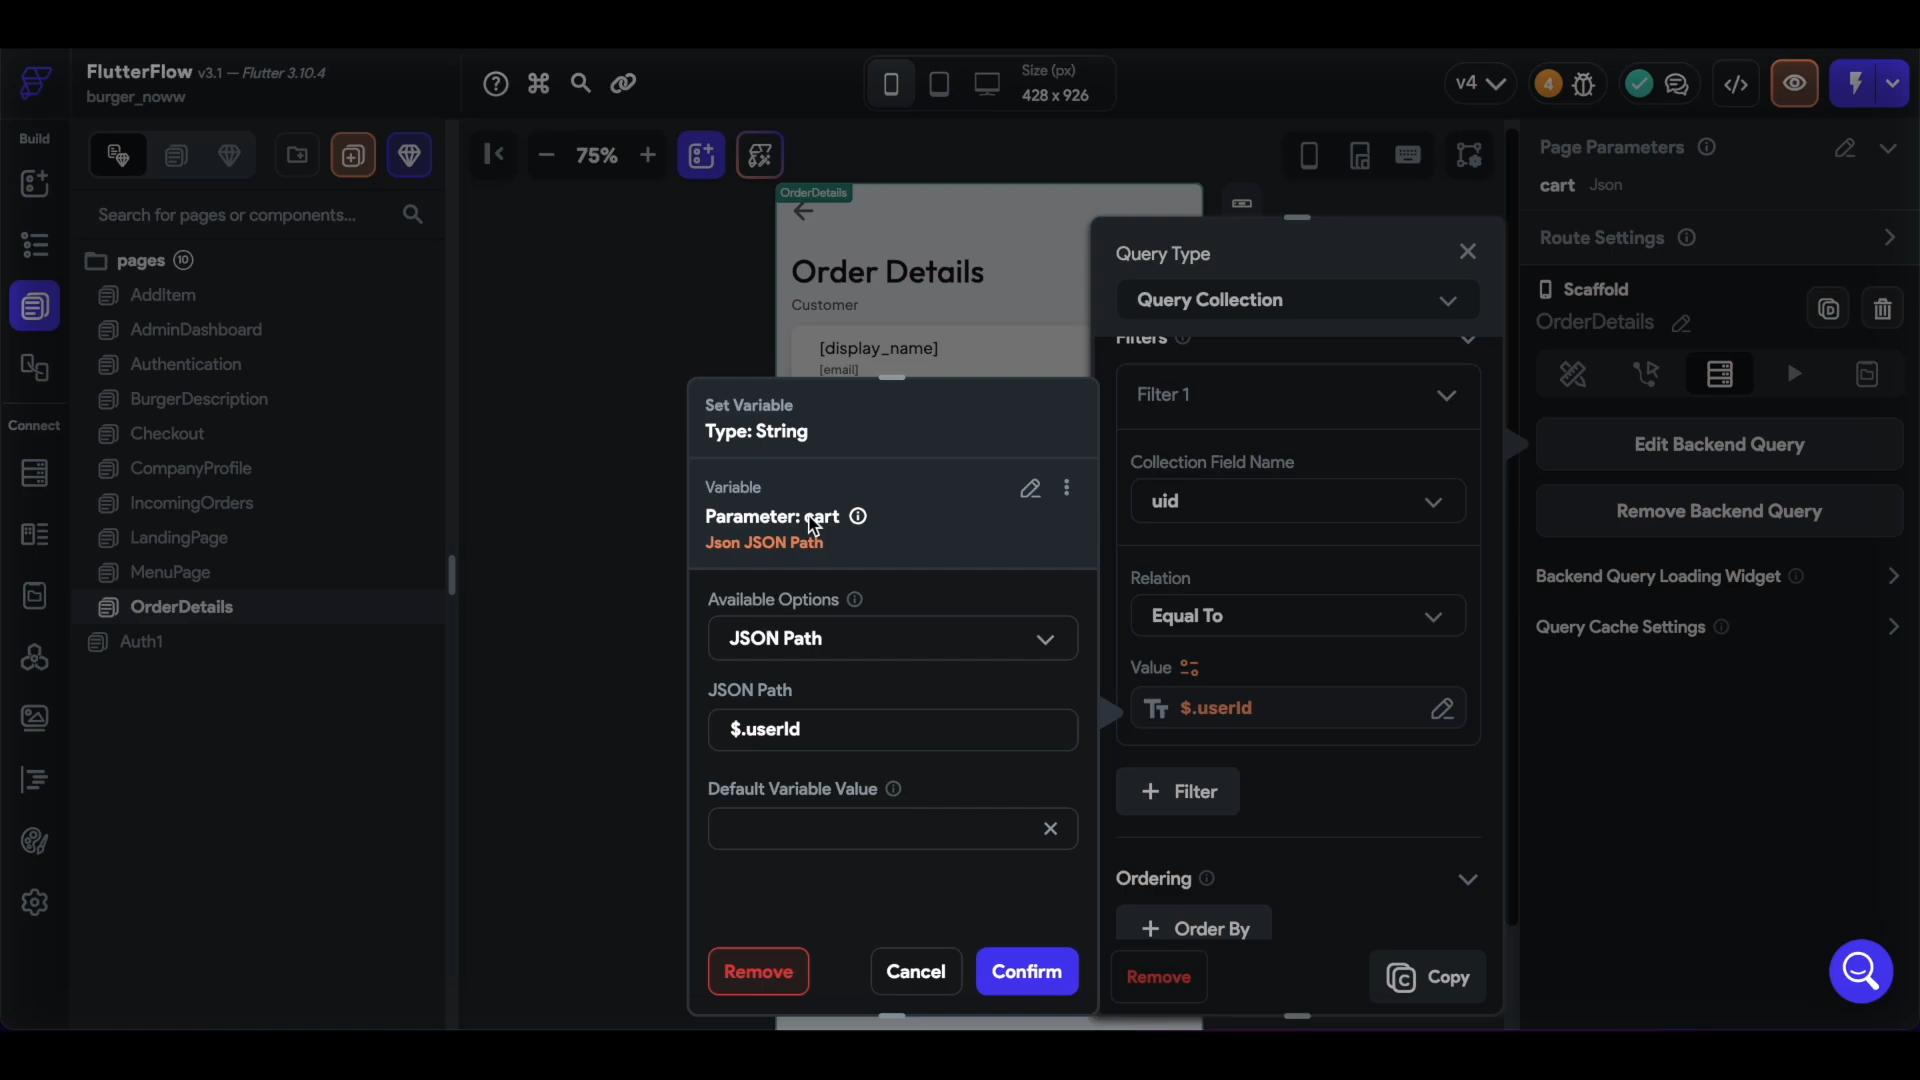 FlutterFlow v3.1 — Flutter 3.10.4
burger_noww
Size (px)
428 x 926
v4
4
Build
Connect
Search for pages or components...
pages 10
AddItem
AdminDashboard
Authentication
BurgerDescription
Checkout
CompanyProfile
IncomingOrders
LandingPage
MenuPage
OrderDetails
Auth1
75%
OrderDetails
Order Details
Customer
[display_name]
[email]
Set Variable
Type: String
Variable
Parameter: cart
Json JSON Path
Available Options
JSON Path
JSON Path
$.userId
Default Variable Value
Remove
Cancel
Confirm
Query Type
Query Collection
Filters
Filter 1
Collection Field Name
uid
Relation
Equal To
Value
Tт $.userId
+ Filter
Ordering
+ Order By
Remove
Copy
Page Parameters
cart Json
Route Settings
Scaffold
OrderDetails
Edit Backend Query
Remove Backend Query
Backend Query Loading Widget
Query Cache Settings